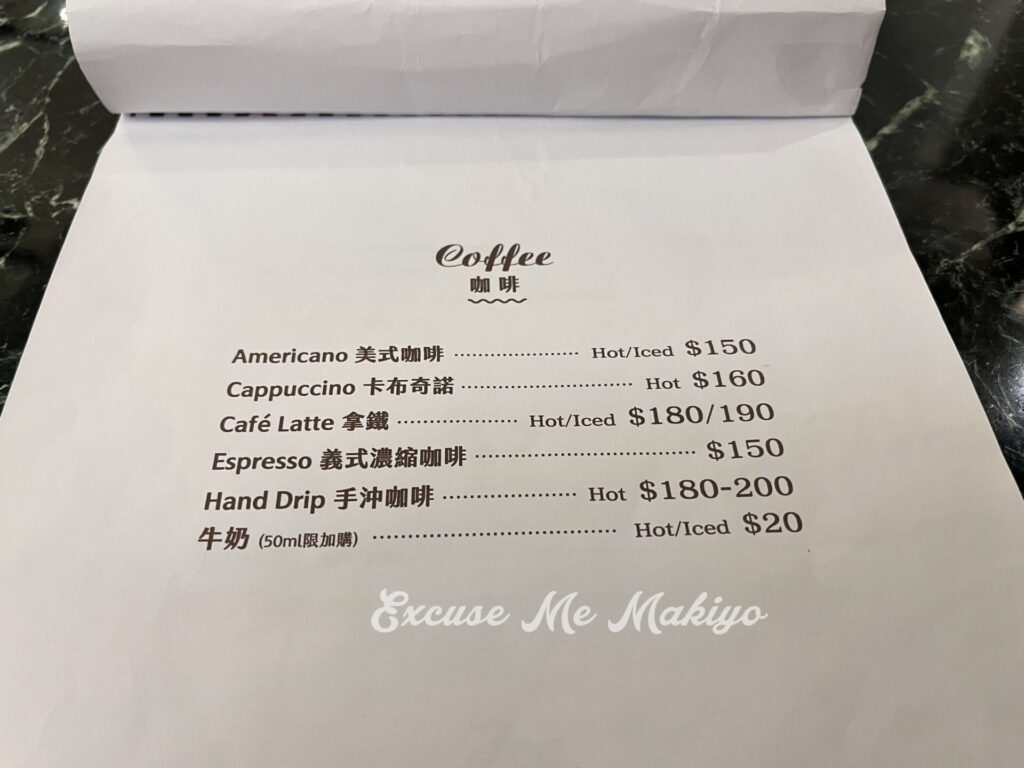 Coffee
咖啡
Americano 美式咖啡 ...................... Hot/Iced $150
Cappuccino 卡布奇諾 .............................. Hot $160
Café Latte 拿鐵 .................... Hot/Iced $180/190
Espresso 義式濃縮咖啡 ...................................... $150
Hand Drip 手沖咖啡 ...................... Hot $180-200
牛奶 (50ml限加購) ..................................... Hot/Iced $20
Excuse Me Makiyo